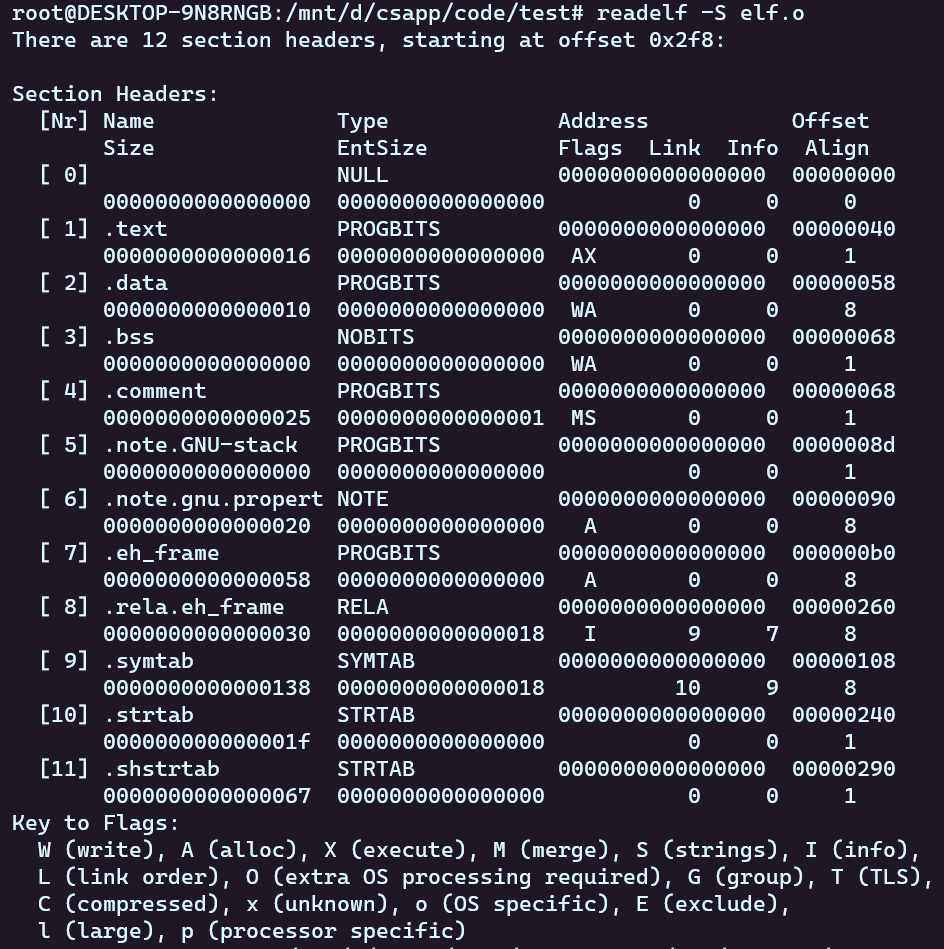 root@DESKTOP-9N8RNGB:/mnt/d/csapp/code/test# readelf -S elf.o
There are 12 section headers, starting at offset 0x2f8:

Section Headers:
  [Nr] Name              Type             Address           Offset
       Size              EntSize          Flags  Link  Info  Align
  [ 0]                   NULL             0000000000000000  00000000
       0000000000000000  0000000000000000           0     0     0
  [ 1] .text             PROGBITS         0000000000000000  00000040
       0000000000000016  0000000000000000  AX       0     0     1
  [ 2] .data             PROGBITS         0000000000000000  00000058
       0000000000000010  0000000000000000  WA       0     0     8
  [ 3] .bss              NOBITS           0000000000000000  00000068
       0000000000000000  0000000000000000  WA       0     0     1
  [ 4] .comment          PROGBITS         0000000000000000  00000068
       0000000000000025  0000000000000001  MS       0     0     1
  [ 5] .note.GNU-stack   PROGBITS         0000000000000000  0000008d
       0000000000000000  0000000000000000           0     0     1
  [ 6] .note.gnu.propert NOTE             0000000000000000  00000090
       0000000000000020  0000000000000000   A       0     0     8
  [ 7] .eh_frame         PROGBITS         0000000000000000  000000b0
       0000000000000058  0000000000000000   A       0     0     8
  [ 8] .rela.eh_frame    RELA             0000000000000000  00000260
       0000000000000030  0000000000000018   I       9     7     8
  [ 9] .symtab           SYMTAB           0000000000000000  00000108
       0000000000000138  0000000000000018          10     9     8
  [10] .strtab           STRTAB           0000000000000000  00000240
       000000000000001f  0000000000000000           0     0     1
  [11] .shstrtab         STRTAB           0000000000000000  00000290
       0000000000000067  0000000000000000           0     0     1
Key to Flags:
  W (write), A (alloc), X (execute), M (merge), S (strings), I (info),
  L (link order), O (extra OS processing required), G (group), T (TLS),
  C (compressed), x (unknown), o (OS specific), E (exclude),
  l (large), p (processor specific)